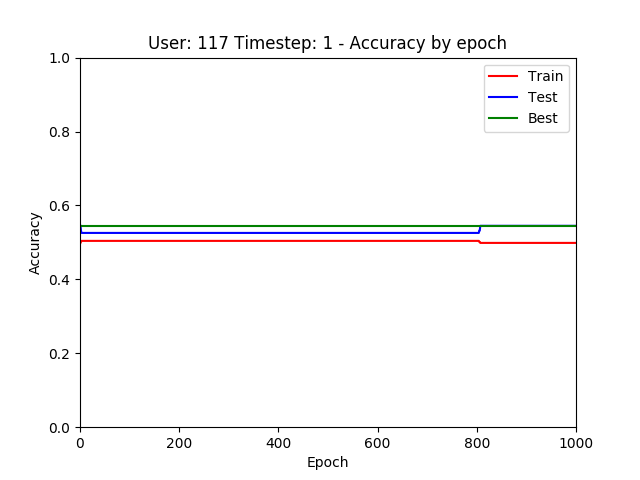 User: 117 Timestep: 1 - Accuracy by epoch
1.0
0.8
0.6
0.4
0.2
0.0
Accuracy
Train
Test
Best
0 200 400 600 800 1000
Epoch